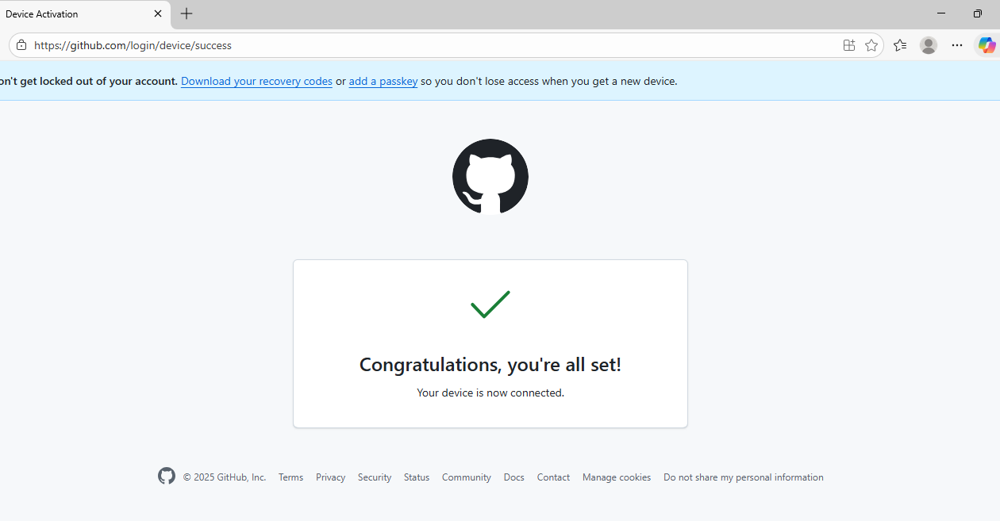 Device Activation
https://github.com/login/device/success
on't get locked out of your account. Download your recovery codes or add a passkey so you don't lose access when you get a new device.
Congratulations, you're all set!
Your device is now connected.
© 2025 GitHub, Inc. Terms Privacy Security Status Community Docs Contact Manage cookies Do not share my personal information